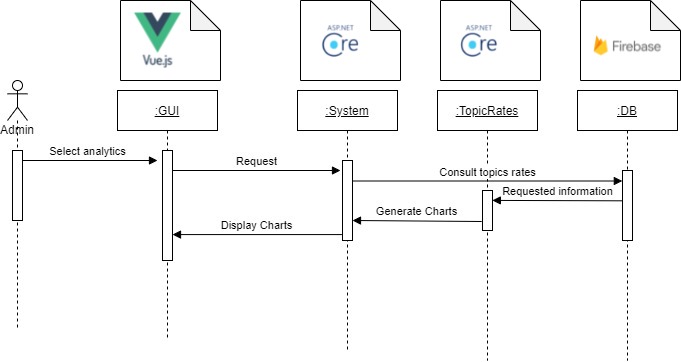 Vue.js
ASP.NET
Core
ASP.NET
Core
Firebase
:GUI
:System
:TopicRates
:DB
Admin
Select analytics
Request
Consult topics rates
Requested information
Generate Charts
Display Charts